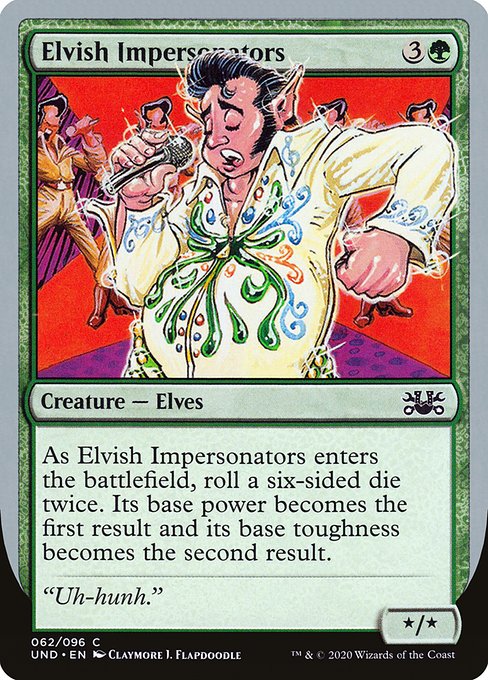 Elvish Impersonators 3
Creature — Elves
As Elvish Impersonators enters
the battlefield, roll a six-sided die
twice. Its base power becomes the
first result and its base toughness
becomes the second result.
“Uh-hunh.”
★/★
062/096 C
UND • EN Claymore J. Flapdoodle
™ & © 2020 Wizards of the Coast